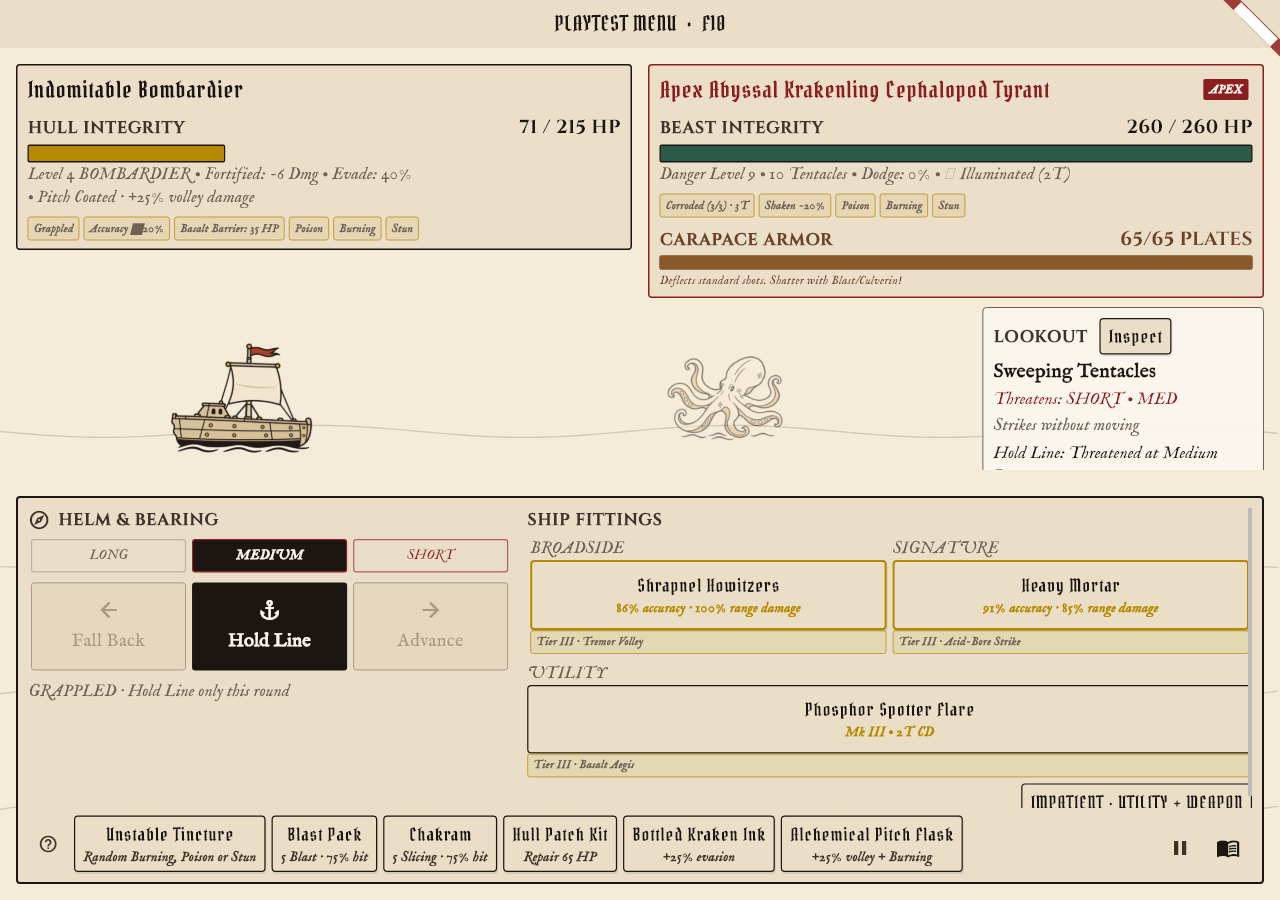 PLAYTEST MENU · F10
Indomitable Bombardier
HULL INTEGRITY
71 / 215 HP
Level 4 BOMBARDIER • Fortified: -6 Dmg • Evade: 40%
• Pitch Coated · +25% volley damage
Grappled
Accuracy 20%
Basalt Barrier: 35 HP
Poison
Burning
Stun
Apex Abyssal Krakenling Cephalopod Tyrant
APEX
BEAST INTEGRITY
260 / 260 HP
Danger Level 9 • 10 Tentacles • Dodge: 0% • Illuminated (2T)
Corroded (3/3) · 3T
Shaken -20%
Poison
Burning
Stun
CARAPACE ARMOR
65/65 PLATES
Deflects standard shots. Shatter with Blast/Culverin!
LOOKOUT
Inspect
Sweeping Tentacles
Threatens: SHORT • MED
Strikes without moving
Hold Line: Threatened at Medium
HELM & BEARING
LONG
MEDIUM
SHORT
Fall Back
Hold Line
Advance
GRAPPLED · Hold Line only this round
SHIP FITTINGS
BROADSIDE
SIGNATURE
Shrapnel Howitzers
86% accuracy · 100% range damage
Tier III · Tremor Volley
Heavy Mortar
91% accuracy · 85% range damage
Tier III · Acid-Bore Strike
UTILITY
Phosphor Spotter Flare
Mk III • 2T CD
Tier III · Basalt Aegis
IMPATIENT · UTILITY + WEAPON
Unstable Tincture
Random Burning, Poison or Stun
Blast Pack
5 Blast · 75% hit
Chakram
5 Slicing · 75% hit
Hull Patch Kit
Repair 65 HP
Bottled Kraken Ink
+25% evasion
Alchemical Pitch Flask
+25% volley + Burning